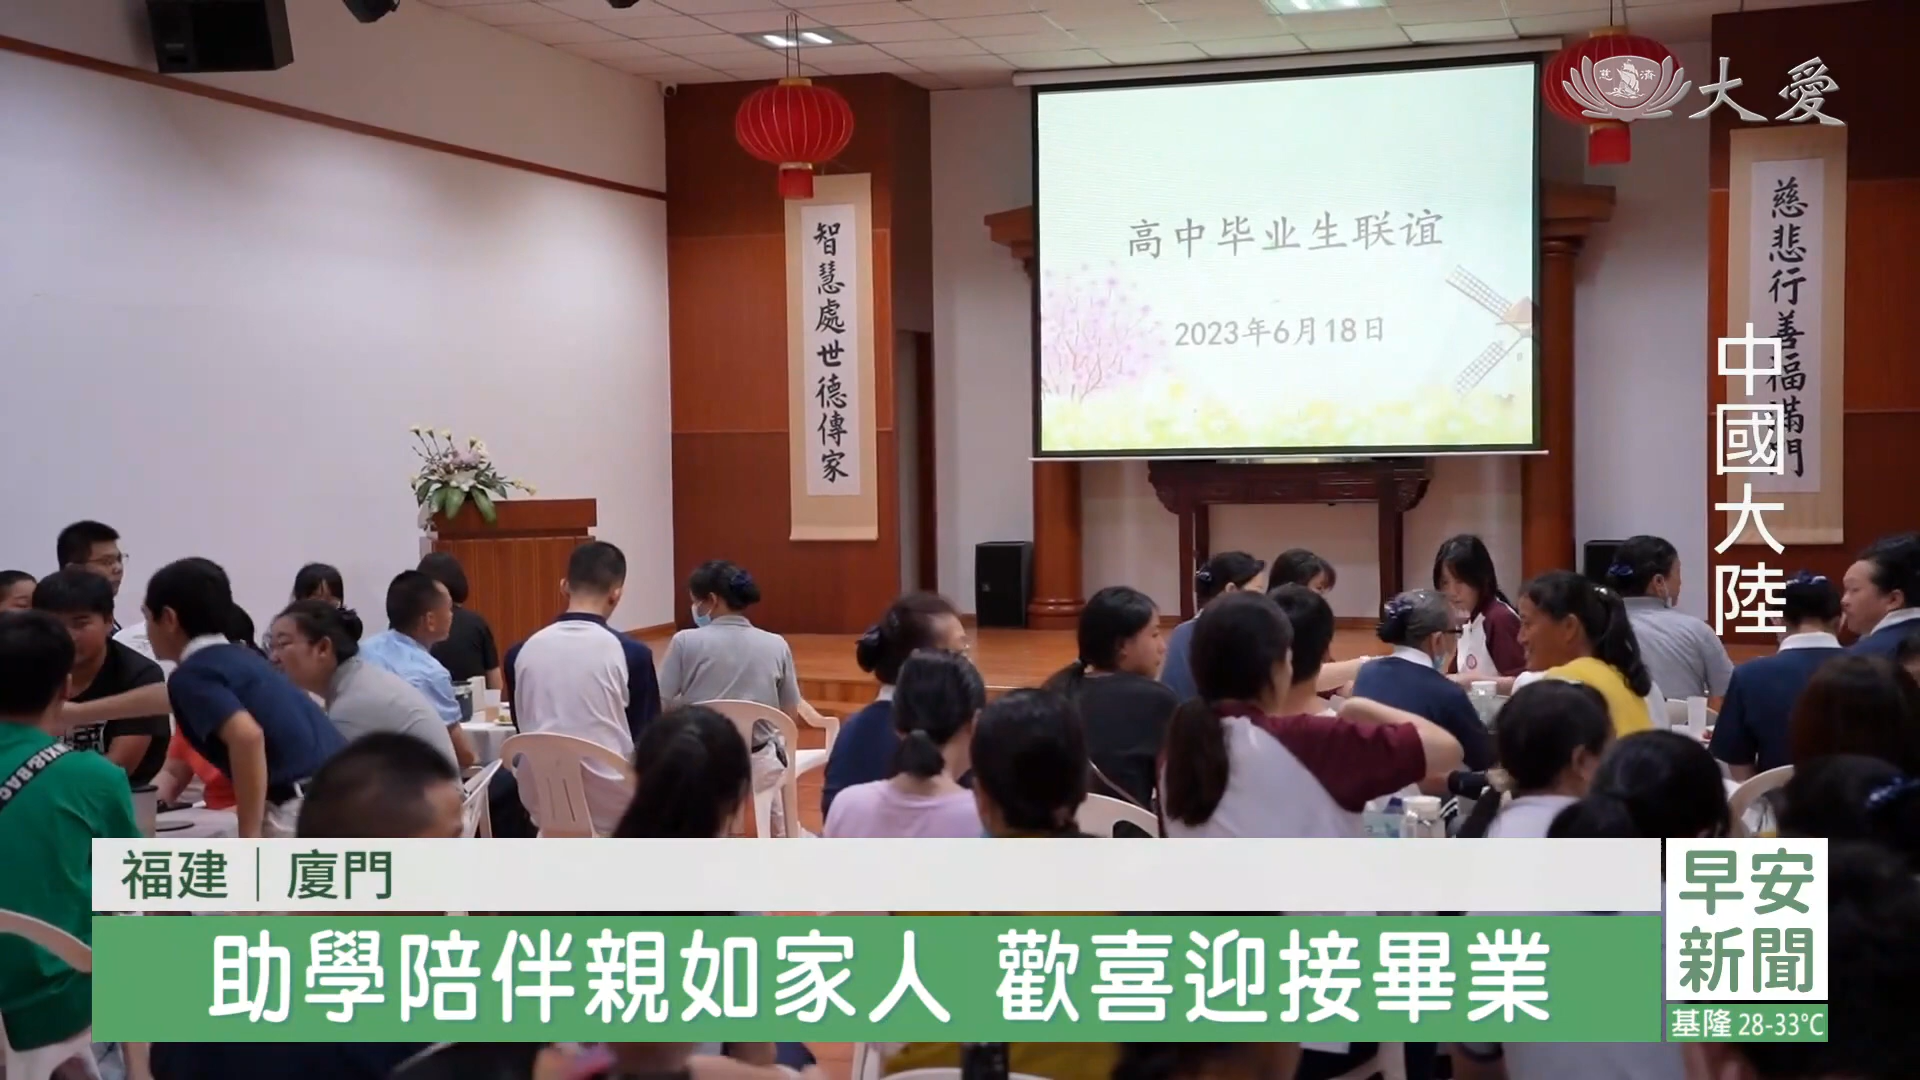 慈濟
大愛
高中毕业生联谊
2023年6月18日
智慧處世德傳家
慈悲行善福滿門
中國大陸
福建｜廈門
助學陪伴親如家人 歡喜迎接畢業
早安
新聞
基隆 28-33°C